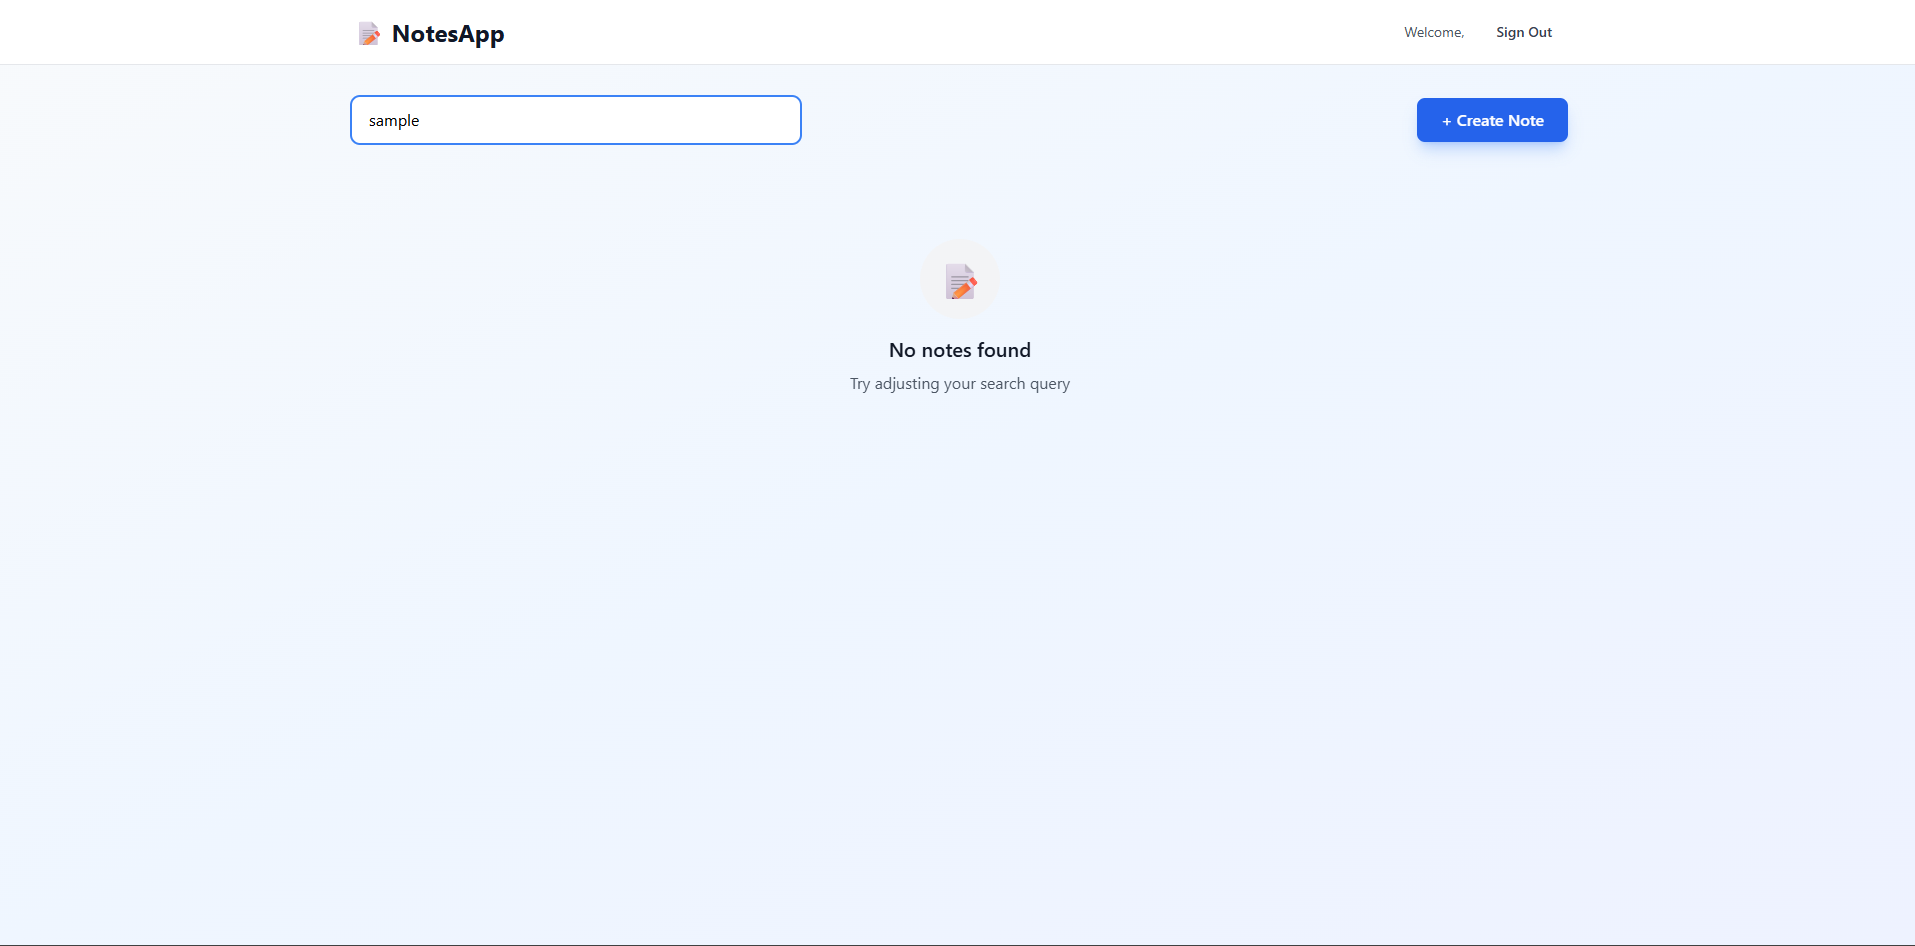 NotesApp
Welcome,
Sign Out
sample
+ Create Note
No notes found
Try adjusting your search query